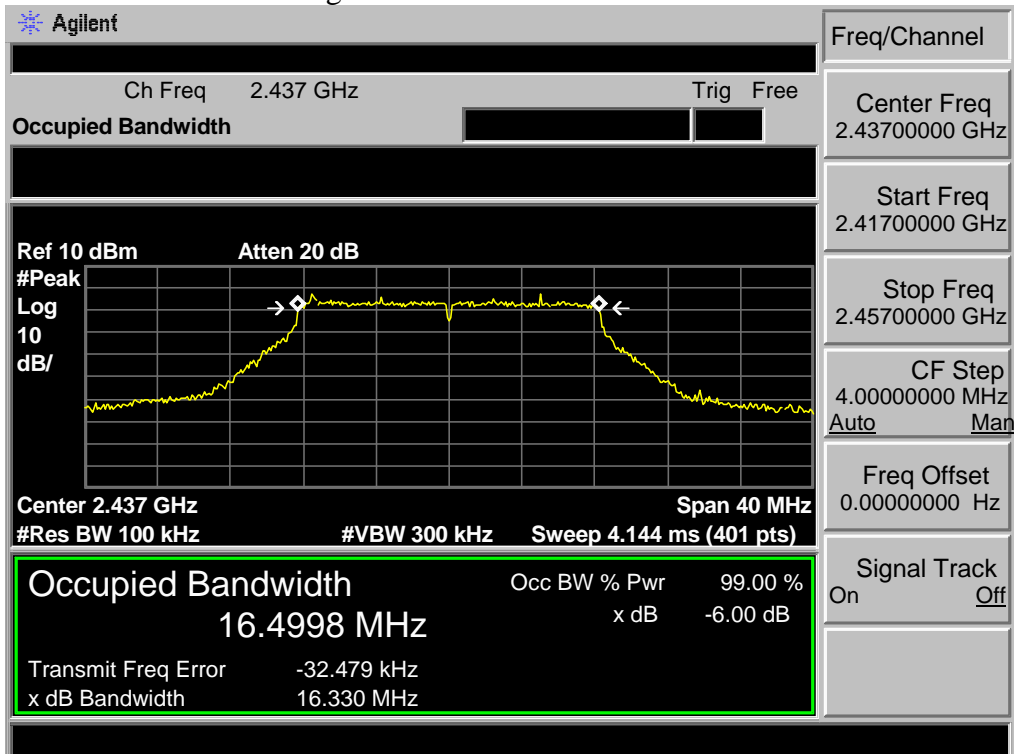 Agilent
Freq/Channel
Ch Freq 2.437 GHz Trig Free
Occupied Bandwidth
Center Freq
2.43700000 GHz
Start Freq
2.41700000 GHz
Stop Freq
2.45700000 GHz
CF Step
4.00000000 MHz
Auto Man
Freq Offset
0.00000000 Hz
Signal Track
On Off
Ref 10 dBm Atten 20 dB
#Peak
Log
10
dB/
Center 2.437 GHz Span 40 MHz
#Res BW 100 kHz #VBW 300 kHz Sweep 4.144 ms (401 pts)
Occupied Bandwidth Occ BW % Pwr 99.00 %
16.4998 MHz x dB -6.00 dB
Transmit Freq Error -32.479 kHz
x dB Bandwidth 16.330 MHz